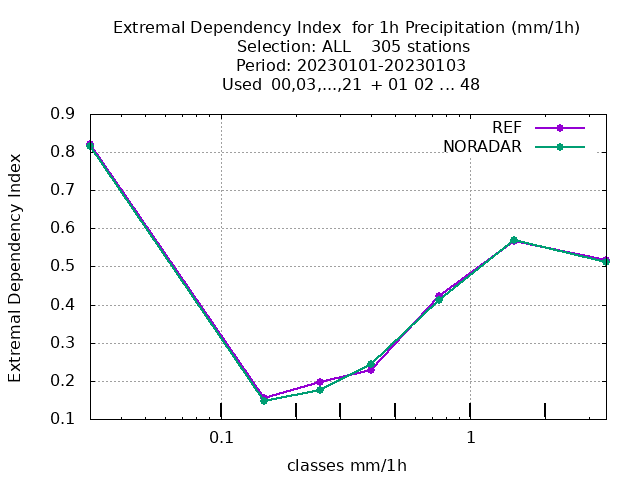 Extremal Dependency Index  for 1h Precipitation (mm/1h)
Selection: ALL    305 stations
Period: 20230101-20230103
Used  00,03,...,21  + 01 02 ... 48
REF
NORADAR
Extremal Dependency Index
0.9
0.8
0.7
0.6
0.5
0.4
0.3
0.2
0.1
0.1
1
classes mm/1h